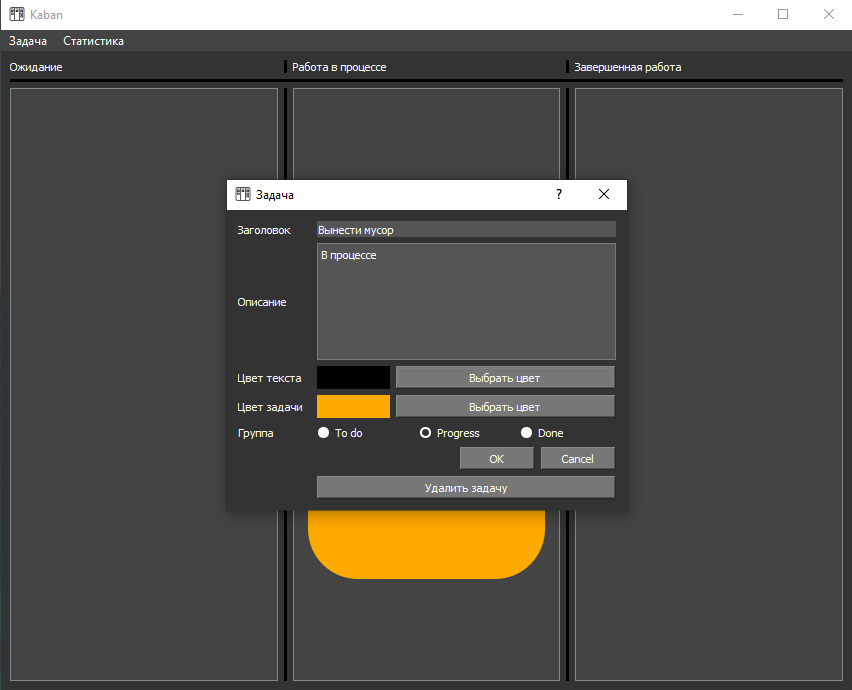 Kaban
Задача Статистика
Ожидание Работа в процессе Завершенная работа
Задача ?
Заголовок Вынести мусор
Описание В процессе
Цвет текста Выбрать цвет
Цвет задачи Выбрать цвет
Группа To do Progress Done
OK Cancel
Удалить задачу